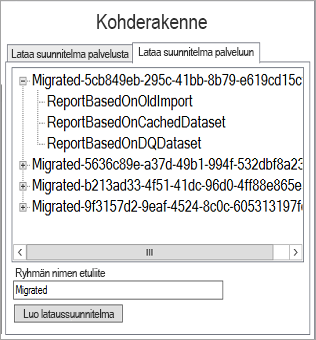 Kohderakenne
Lataa suunnitelma palvelusta Lataa suunnitelma palveluun
Migrated-5cb849eb-295c-41bb-8b79-e619cd15c
ReportBasedOnOldImport
ReportBasedOnCachedDataset
ReportBasedOnDQDataset
Migrated-5636c89e-a37d-49b1-994f-532dbf8a23
Migrated-b213ad33-4f51-41dc-96d0-4ff88e865e
Migrated-9f3157d2-9eaf-4524-8c0c-605313197f
Ryhmän nimen etuliite
Migrated
Luo lataussuunnitelma